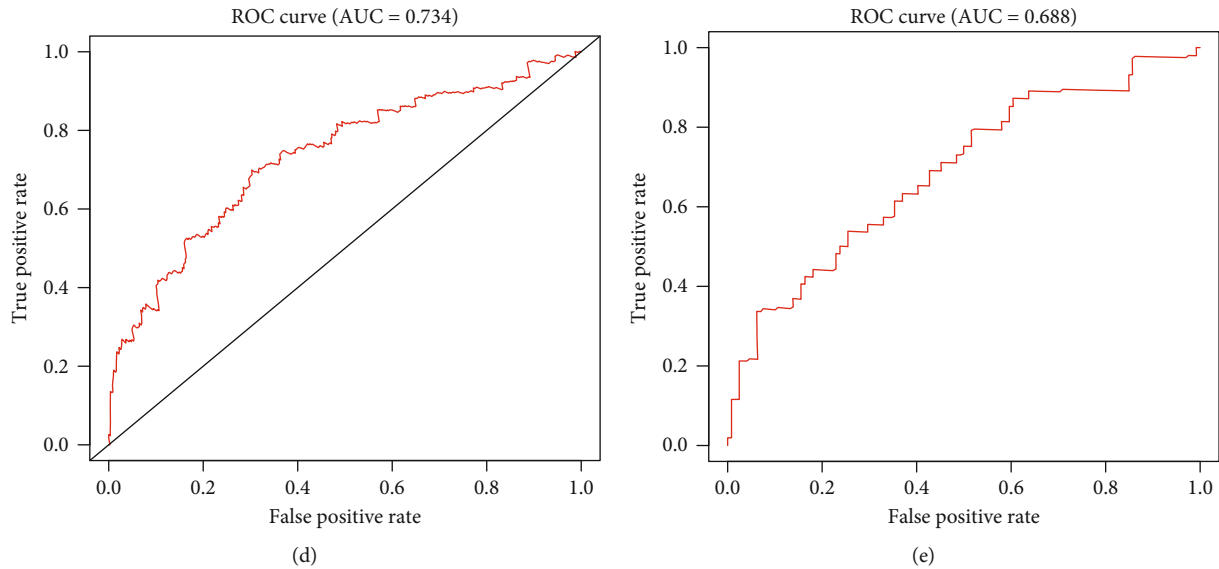 ROC curve (AUC = 0.734)
True positive rate
1.0
0.8
0.6
0.4
0.2
0.0
0.0 0.2 0.4 0.6 0.8 1.0
False positive rate
(d)
ROC curve (AUC = 0.688)
True positive rate
1.0
0.8
0.6
0.4
0.2
0.0
0.0 0.2 0.4 0.6 0.8 1.0
False positive rate
(e)